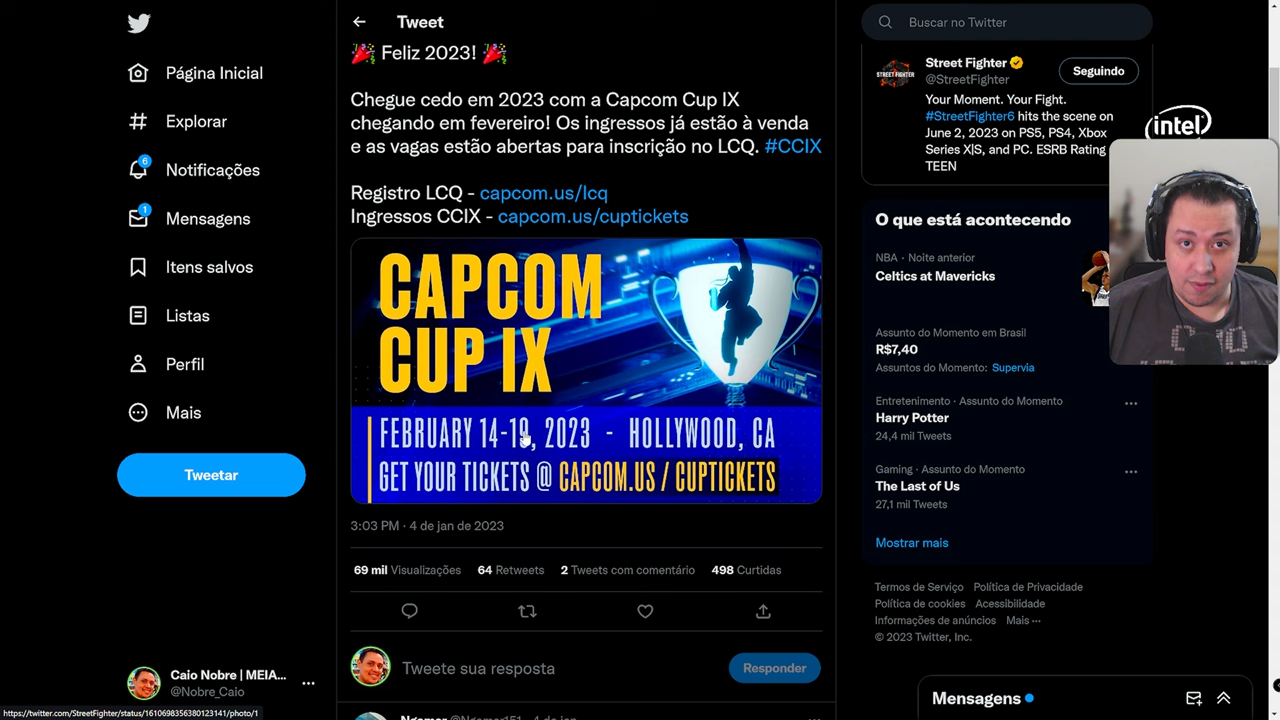 Tweet
Página Inicial
Explorar
6
Notificações
1
Mensagens
Itens salvos
Listas
Perfil
Mais
Tweetar
Caio Nobre | MEIA...
@Nobre_Caio
https://twitter.com/StreetFighter/status/1610698356380123141/photo/1
🎉 Feliz 2023! 🎉
Chegue cedo em 2023 com a Capcom Cup IX
chegando em fevereiro! Os ingressos já estão à venda
e as vagas estão abertas para inscrição no LCQ. #CCIX
Registro LCQ - capcom.us/lcq
Ingressos CCIX - capcom.us/cuptickets
CAPCOM
CUP IX
FEBRUARY 14-19, 2023 - HOLLYWOOD, CA
GET YOUR TICKETS @ CAPCOM.US / CUPTICKETS
3:03 PM · 4 de jan de 2023
69 mil Visualizações 64 Retweets 2 Tweets com comentário 498 Curtidas
Tweete sua resposta
Responder
@Ngamer151 · 4 de jan
Buscar no Twitter
STREET FIGHTER
Street Fighter
@StreetFighter
Seguindo
Your Moment. Your Fight.
#StreetFighter6 hits the scene on
June 2, 2023 on PS5, PS4, Xbox
Series X|S, and PC. ESRB Rating
TEEN
intel
O que está acontecendo
NBA · Noite anterior
Celtics at Mavericks
Assunto do Momento em Brasil
R$7,40
Assuntos do Momento: Supervia
Entretenimento · Assunto do Momento
Harry Potter
24,4 mil Tweets
Gaming · Assunto do Momento
The Last of Us
27,1 mil Tweets
Mostrar mais
Termos de Serviço Política de Privacidade
Política de cookies Acessibilidade
Informações de anúncios Mais ···
© 2023 Twitter, Inc.
Mensagens